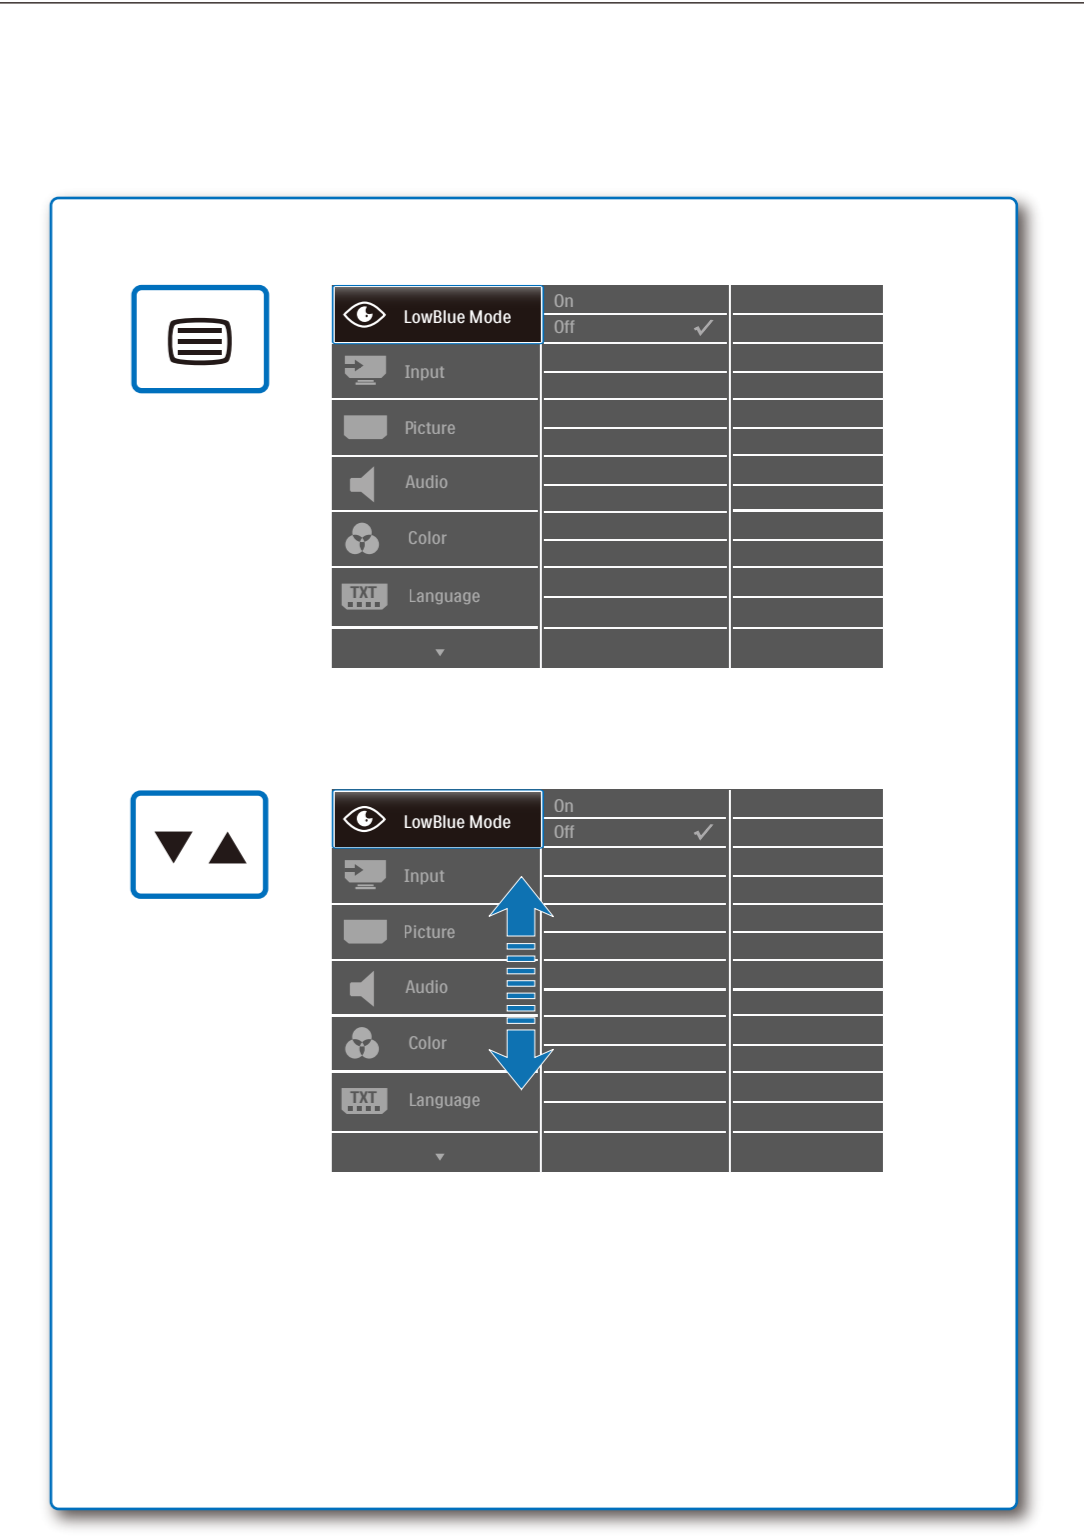 LowBlue Mode
On
Off
Input
Picture
Audio
Color
TXT
Language
LowBlue Mode
On
Off
Input
Picture
Audio
Color
TXT
Language